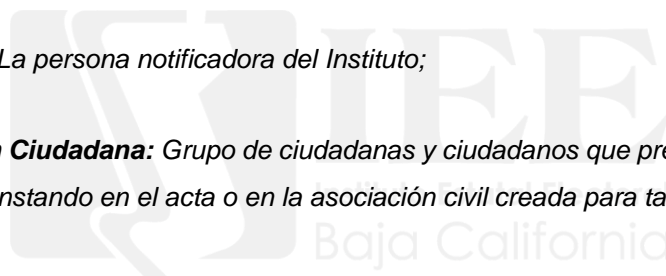 La persona notificadora del Instituto;
IEE
Ciudadana: Grupo de ciudadanas y ciudadanos que pre
nstando en el acta o en la asociación civil creada para ta
Baja California